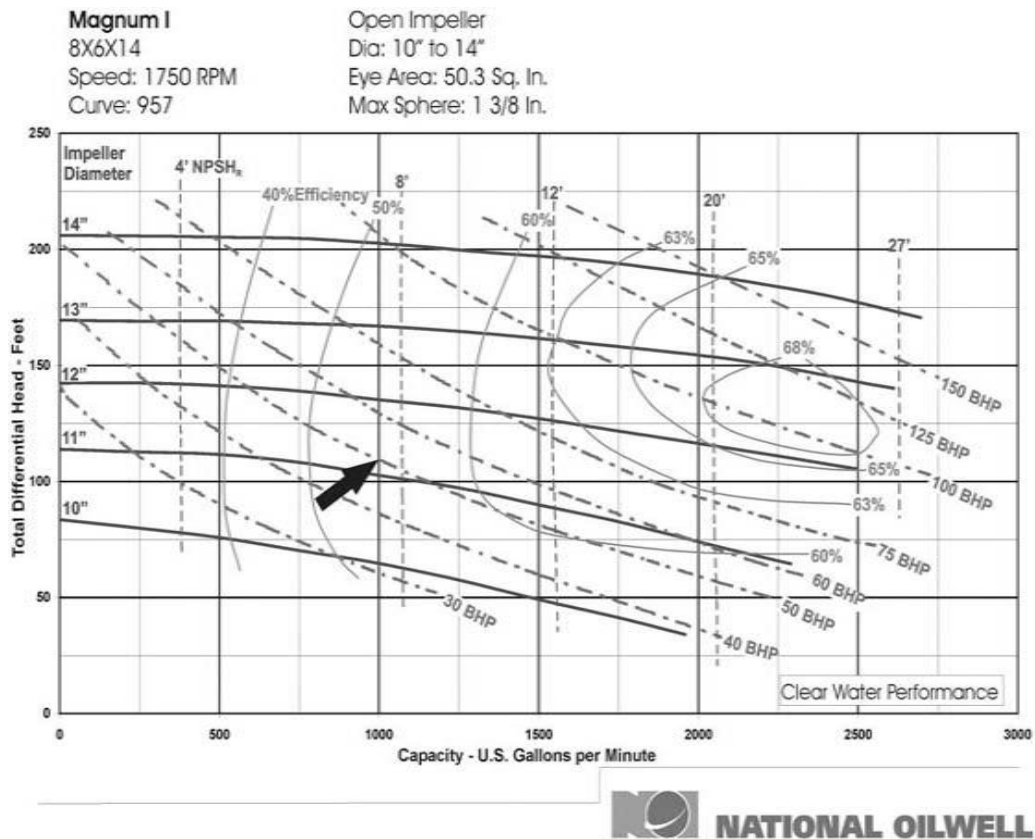 Magnum I
8X6X14
Speed: 1750 RPM
Curve: 957
Open Impeller
Dia: 10" to 14"
Eye Area: 50.3 Sq. In.
Max Sphere: 1 3/8 In.
250
200
150
100
50
0
Total Differential Head - Feet
Impeller
Diameter
4' NPSHR
40%Efficiency
50%
8'
60%
12'
63%
20'
65%
27'
68%
14"
13"
12"
11"
10"
150 BHP
125 BHP
100 BHP
65%
63%
75 BHP
60%
60 BHP
50 BHP
40 BHP
30 BHP
Clear Water Performance
0 500 1000 1500 2000 2500 3000
Capacity - U.S. Gallons per Minute
NATIONAL OILWELL